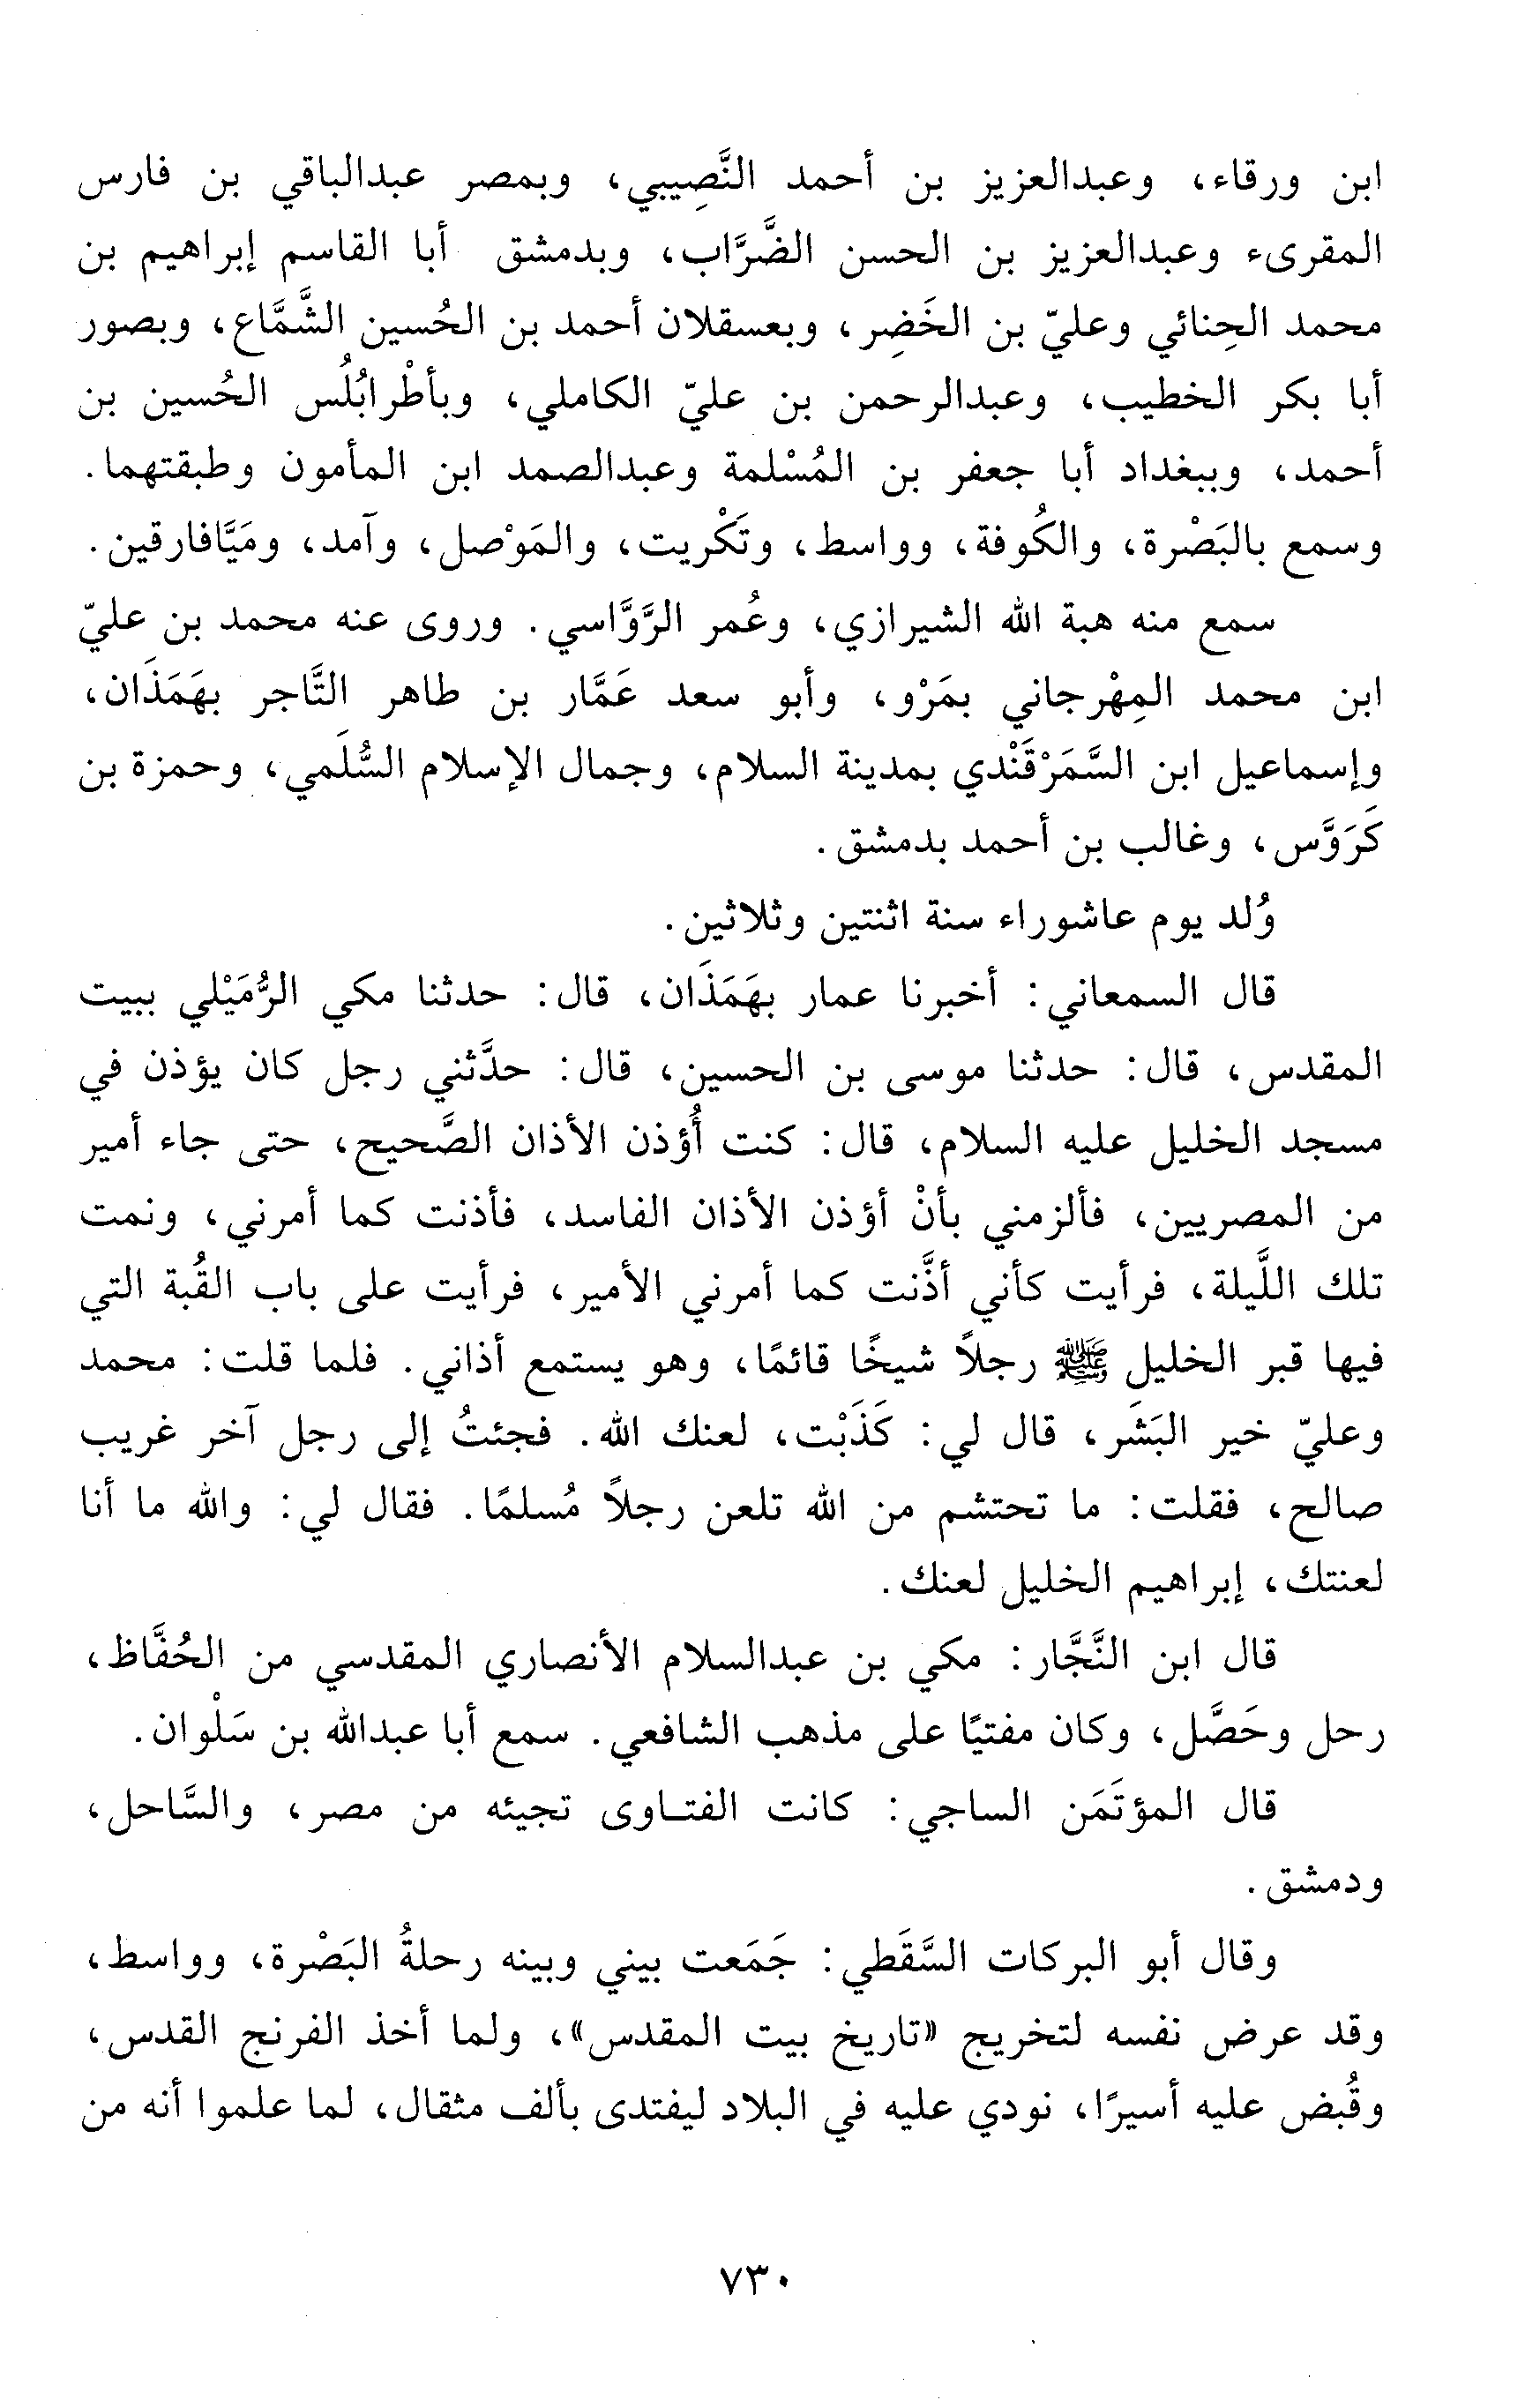 ابن ورقاء، وعبدالعزيز بن أحمد النَّصِيبي، وبمصر عبدالباقي بن فارس
المقرىء وعبدالعزيز بن الحسن الضَّرَّاب، وبدمشق أبا القاسم إبراهيم بن
محمد الحِنائي وعليّ بن الخَضِر، وبعسقلان أحمد بن الحُسين الشَّمَّاع، وبصور
أبا بكر الخطيب، وعبدالرحمن بن عليّ الكاملي، وبأطْرابُلُس الحُسين بن
أحمد، وببغداد أبا جعفر بن المُسْلمة وعبدالصمد ابن المأمون وطبقتهما.
وسمع بالبَصْرة، والكُوفة، وواسط، وتَكْريت، والمَوْصل، وآمد، ومَيَّافارقين.
سمع منه هبة الله الشيرازي، وعُمر الرَّوَّاسي. وروى عنه محمد بن عليّ
ابن محمد المِهْرجاني بمَرْو، وأبو سعد عَمَّار بن طاهر التَّاجر بهَمَذَان،
وإسماعيل ابن السَّمَرْقَنْدي بمدينة السلام، وجمال الإسلام السُّلَمي، وحمزة بن
كَرَوَّس، وغالب بن أحمد بدمشق.
وُلد يوم عاشوراء سنة اثنتين وثلاثين.
قال السمعاني: أخبرنا عمار بهَمَذَان، قال: حدثنا مكي الرُّمَيْلي ببيت
المقدس، قال: حدثنا موسى بن الحسين، قال: حدَّثني رجل كان يؤذن في
مسجد الخليل عليه السلام، قال: كنت أُؤذن الأذان الصَّحيح، حتى جاء أمير
من المصريين، فألزمني بأنْ أؤذن الأذان الفاسد، فأذنت كما أمرني، ونمت
تلك اللَّيلة، فرأيت كأني أذَّنت كما أمرني الأمير، فرأيت على باب القُبة التي
فيها قبر الخليل ﷺ رجلاً شيخًا قائمًا، وهو يستمع أذاني. فلما قلت: محمد
وعليّ خير البَشَر، قال لي: كَذَبْت، لعنك الله. فجئتُ إلى رجل آخر غريب
صالح، فقلت: ما تحتشم من الله تلعن رجلاً مُسلمًا. فقال لي: والله ما أنا
لعنتك، إبراهيم الخليل لعنك.
قال ابن النَّجَّار: مكي بن عبدالسلام الأنصاري المقدسي من الحُفَّاظ،
رحل وحَصَّل، وكان مفتيًا على مذهب الشافعي. سمع أبا عبدالله بن سَلْوان.
قال المؤتَمَن الساجي: كانت الفتـاوى تجيئه من مصر، والسَّاحل،
ودمشق.
وقال أبو البركات السَّقَطي: جَمَعت بيني وبينه رحلةُ البَصْرة، وواسط،
وقد عرض نفسه لتخريج «تاريخ بيت المقدس»، ولما أخذ الفرنج القدس،
وقُبض عليه أسيرًا، نودي عليه في البلاد ليفتدى بألف مثقال، لما علموا أنه من
٧٣٠